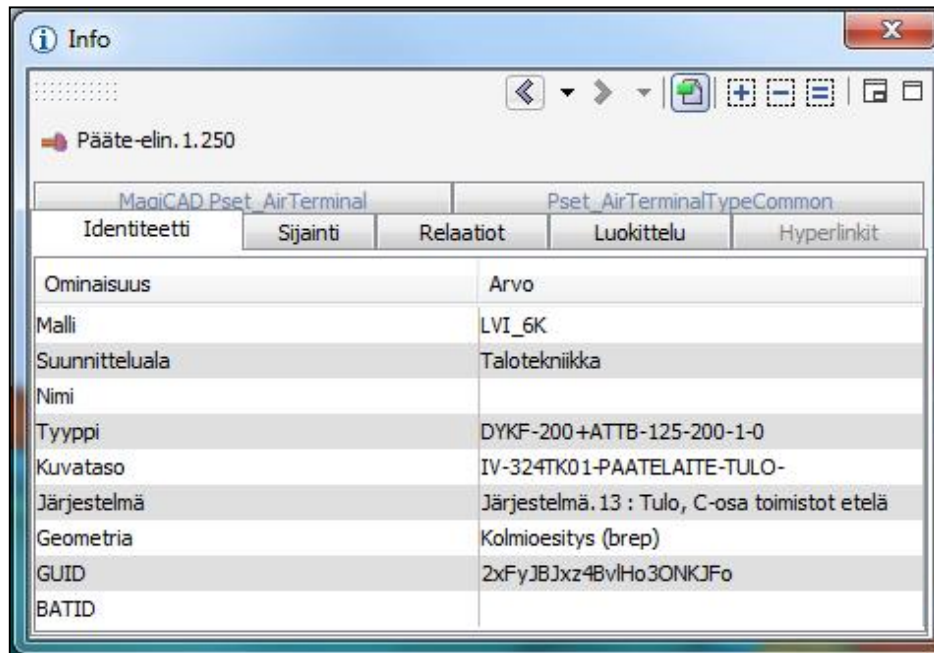 Info
Pääte-elin.1.250
MagiCAD Pset_AirTerminal Pset_AirTerminalTypeCommon
Identiteetti Sijainti Relaatiot Luokittelu Hyperlinkit
Ominaisuus Arvo
Malli LVI_6K
Suunnitteluala Talotekniikka
Nimi
Tyyppi DYKF-200+ATTB-125-200-1-0
Kuvataso IV-324TK01-PAATELAITE-TULO-
Järjestelmä Järjestelmä.13 : Tulo, C-osa toimistot etelä
Geometria Kolmioesitys (brep)
GUID 2xFyJBJxz4BvlHo3ONKJFo
BATID